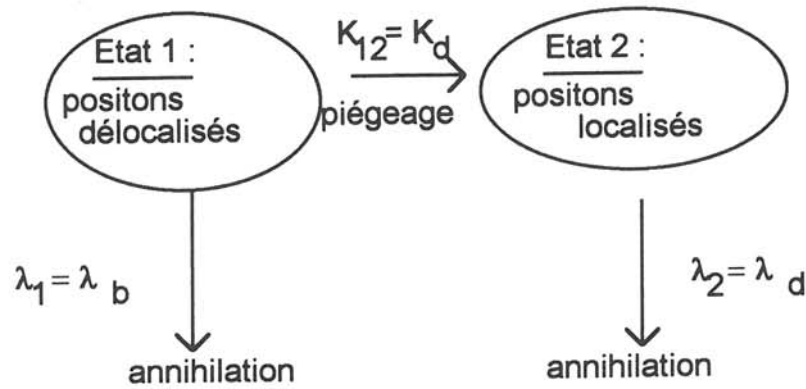 Etat 1 :
positons
délocalisés
K12= Kd
piégeage
Etat 2 :
positons
localisés
λ1= λ b
λ2= λ d
annihilation
annihilation